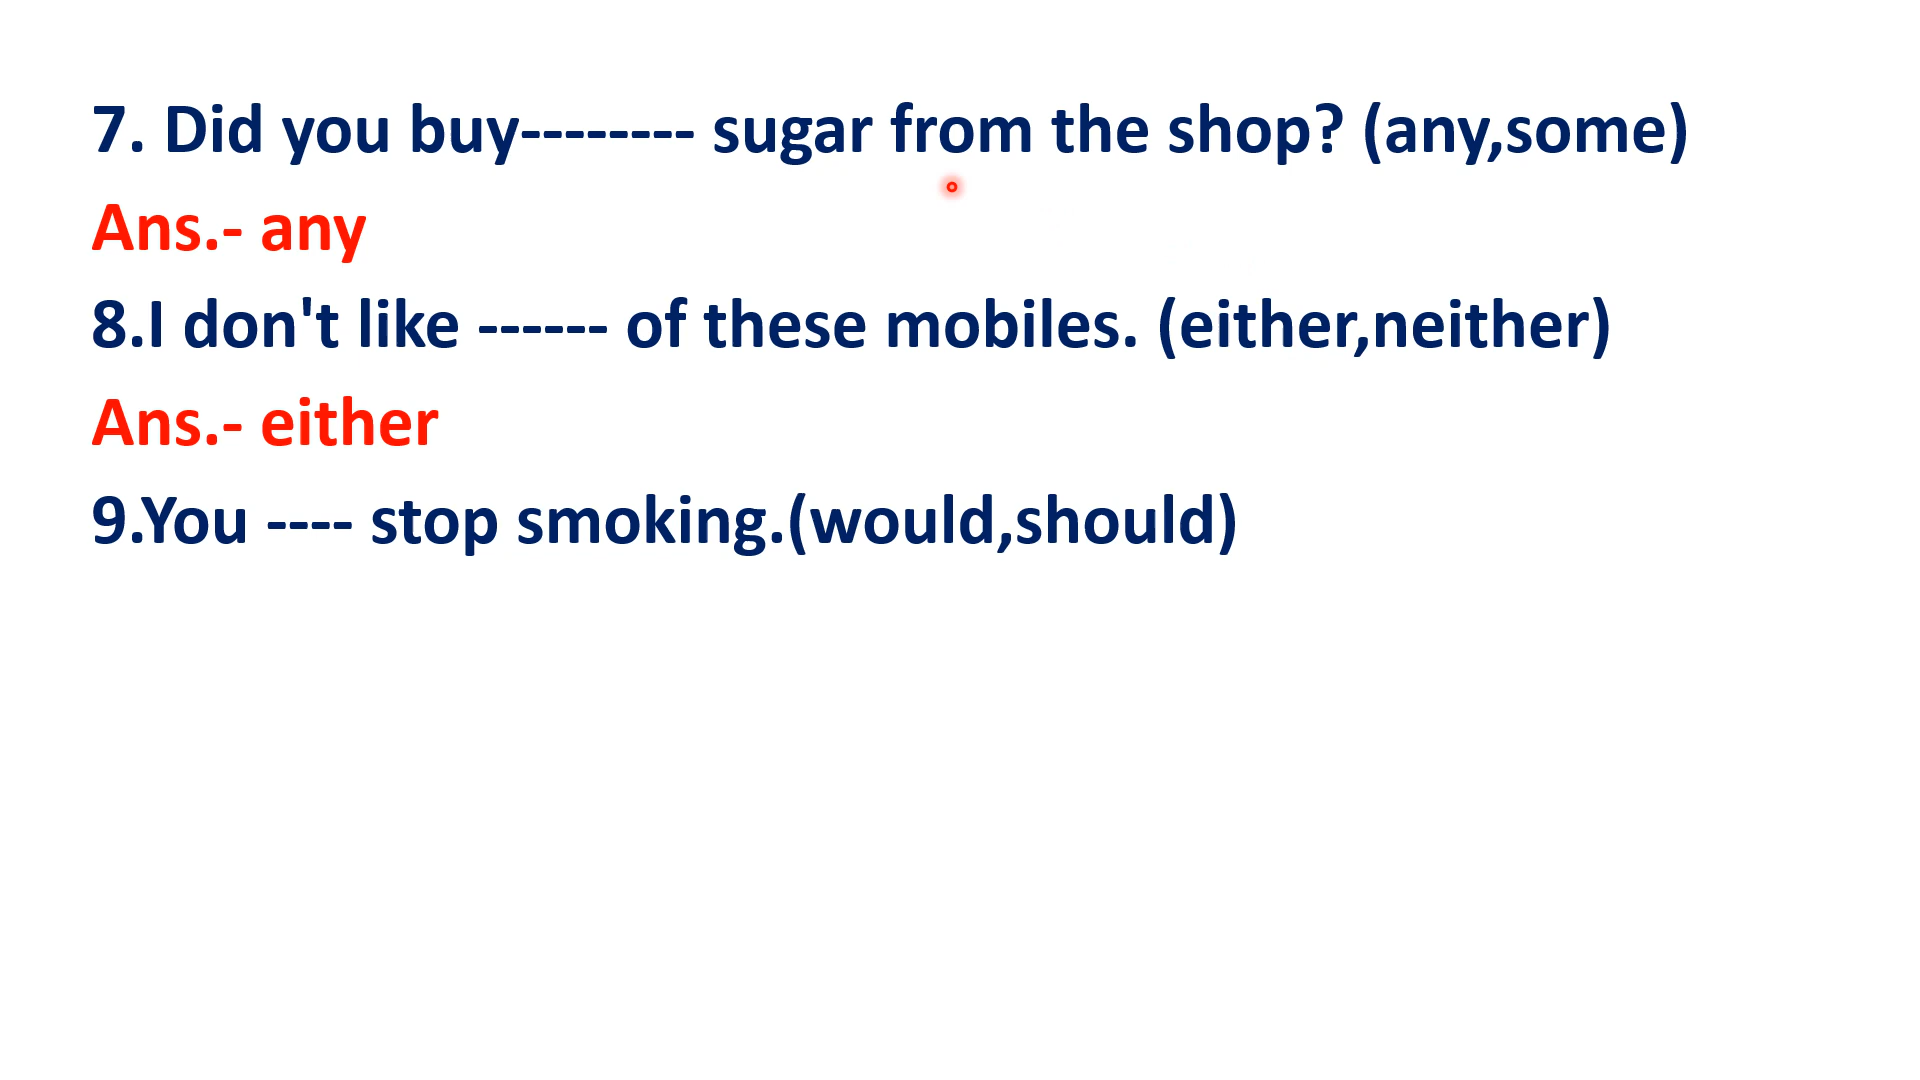 7. Did you buy-------- sugar from the shop? (any,some)
Ans.- any
8.I don't like ------ of these mobiles. (either,neither)
Ans.- either
9.You ---- stop smoking.(would,should)